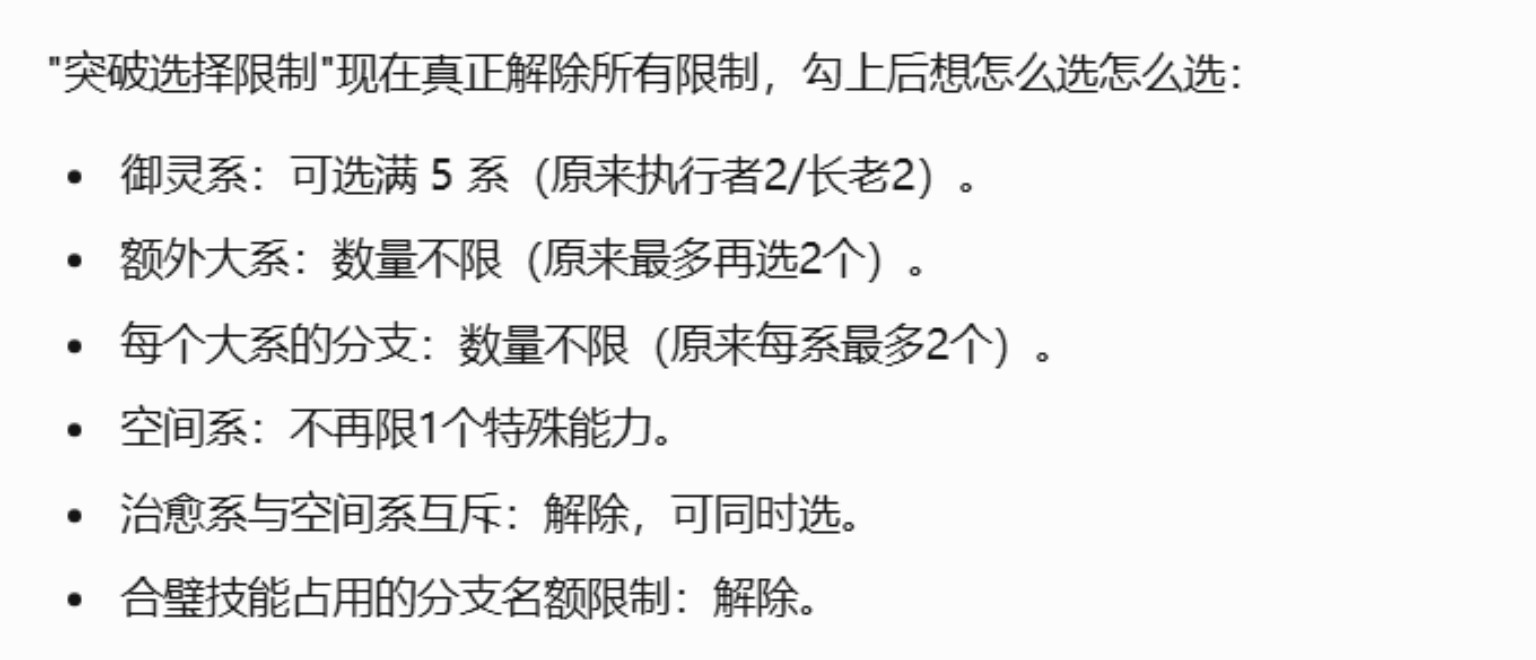 "突破选择限制"现在真正解除所有限制，勾上后想怎么选怎么选：
• 御灵系：可选满 5 系（原来执行者2/长老2）。
• 额外大系：数量不限（原来最多再选2个）。
• 每个大系的分支：数量不限（原来每系最多2个）。
• 空间系：不再限1个特殊能力。
• 治愈系与空间系互斥：解除，可同时选。
• 合璧技能占用的分支名额限制：解除。